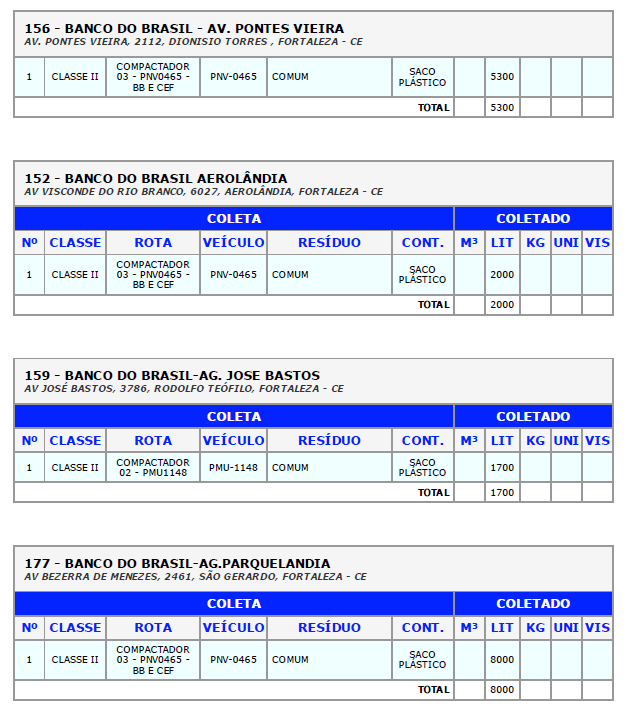 156 - BANCO DO BRASIL - AV. PONTES VIEIRA
AV. PONTES VIEIRA, 2112, DIONISIO TORRES , FORTALEZA - CE
1 CLASSE II COMPACTADOR 03 - PNV0465 - BB E CEF PNV-0465 COMUM SACO PLÁSTICO 5300
TOTAL 5300
152 - BANCO DO BRASIL AEROLÂNDIA
AV VISCONDE DO RIO BRANCO, 6027, AEROLÂNDIA, FORTALEZA - CE
COLETA COLETADO
Nº CLASSE ROTA VEÍCULO RESÍDUO CONT. M³ LIT KG UNI VIS
1 CLASSE II COMPACTADOR 03 - PNV0465 - BB E CEF PNV-0465 COMUM SACO PLÁSTICO 2000
TOTAL 2000
159 - BANCO DO BRASIL-AG. JOSE BASTOS
AV JOSÉ BASTOS, 3786, RODOLFO TEÓFILO, FORTALEZA - CE
COLETA COLETADO
Nº CLASSE ROTA VEÍCULO RESÍDUO CONT. M³ LIT KG UNI VIS
1 CLASSE II COMPACTADOR 02 - PMU1148 PMU-1148 COMUM SACO PLÁSTICO 1700
TOTAL 1700
177 - BANCO DO BRASIL-AG.PARQUELANDIA
AV BEZERRA DE MENEZES, 2461, SÃO GERARDO, FORTALEZA - CE
COLETA COLETADO
Nº CLASSE ROTA VEÍCULO RESÍDUO CONT. M³ LIT KG UNI VIS
1 CLASSE II COMPACTADOR 03 - PNV0465 - BB E CEF PNV-0465 COMUM SACO PLÁSTICO 8000
TOTAL 8000